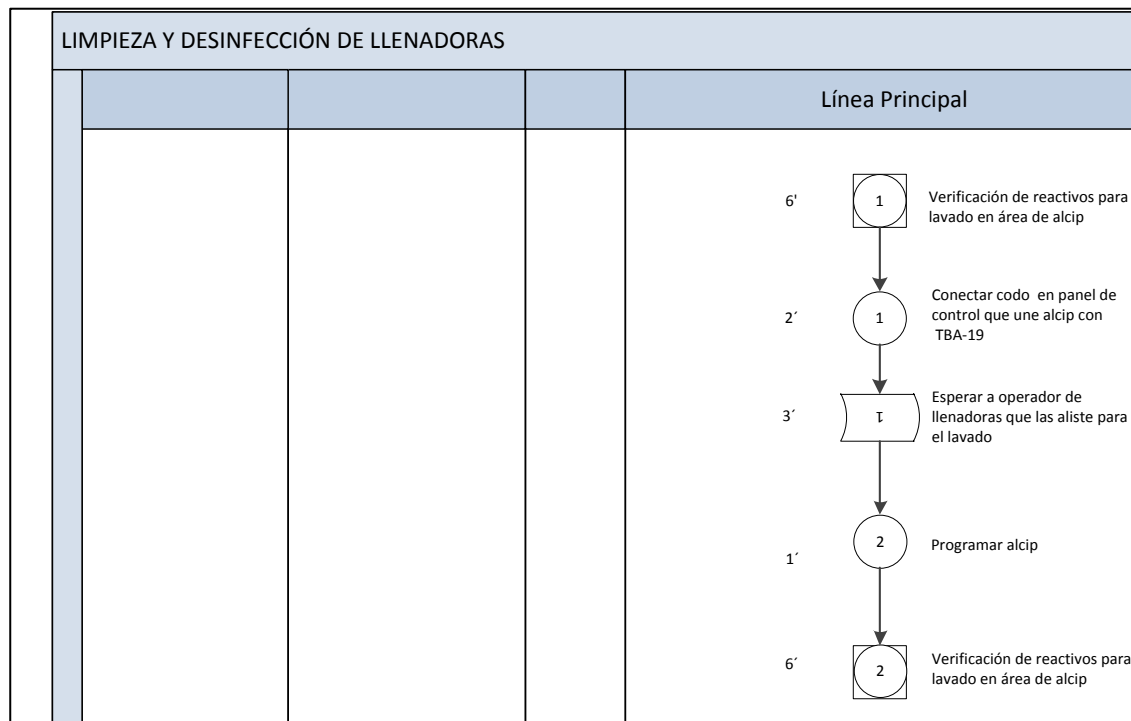 LIMPIEZA Y DESINFECCIÓN DE LLENADORAS
Línea Principal
6'
1
Verificación de reactivos para
lavado en área de alcip
2´
1
Conectar codo en panel de
control que une alcip con
TBA-19
3´
1
Esperar a operador de
llenadoras que las aliste para
el lavado
1´
2
Programar alcip
6´
2
Verificación de reactivos para
lavado en área de alcip